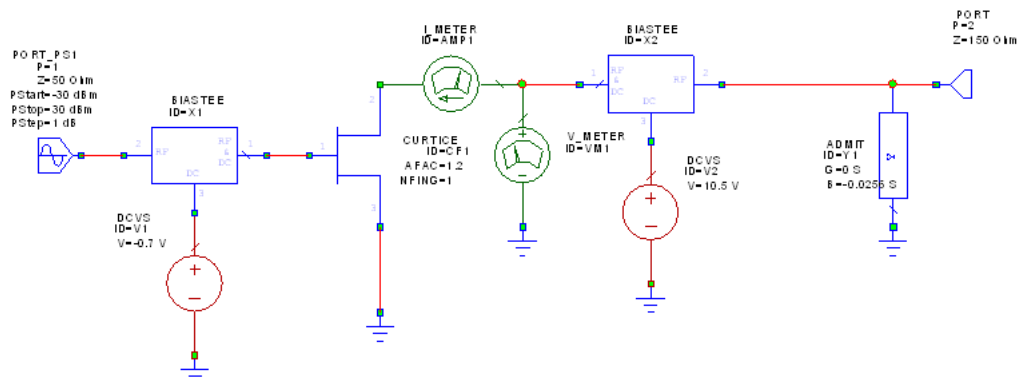 PORT_PS1
P=1
Z=50 Ohm
PStart=-30 dBm
PStop=30 dBm
PStep=1 dB
BIASTEE
ID=X1
2
RF
RF
&
DC
1
DC
3
DCVS
ID=V1
V=-0.7 V
1
2
3
CURTICE
ID=CF1
AFAC=1.2
NFING=1
I_METER
ID=AMP1
V_METER
ID=VM1
BIASTEE
ID=X2
1
RF
&
DC
RF
2
DC
3
DCVS
ID=V2
V=10.5 V
ADMIT
ID=Y1
G=0 S
B=-0.0255 S
PORT
P=2
Z=150 Ohm